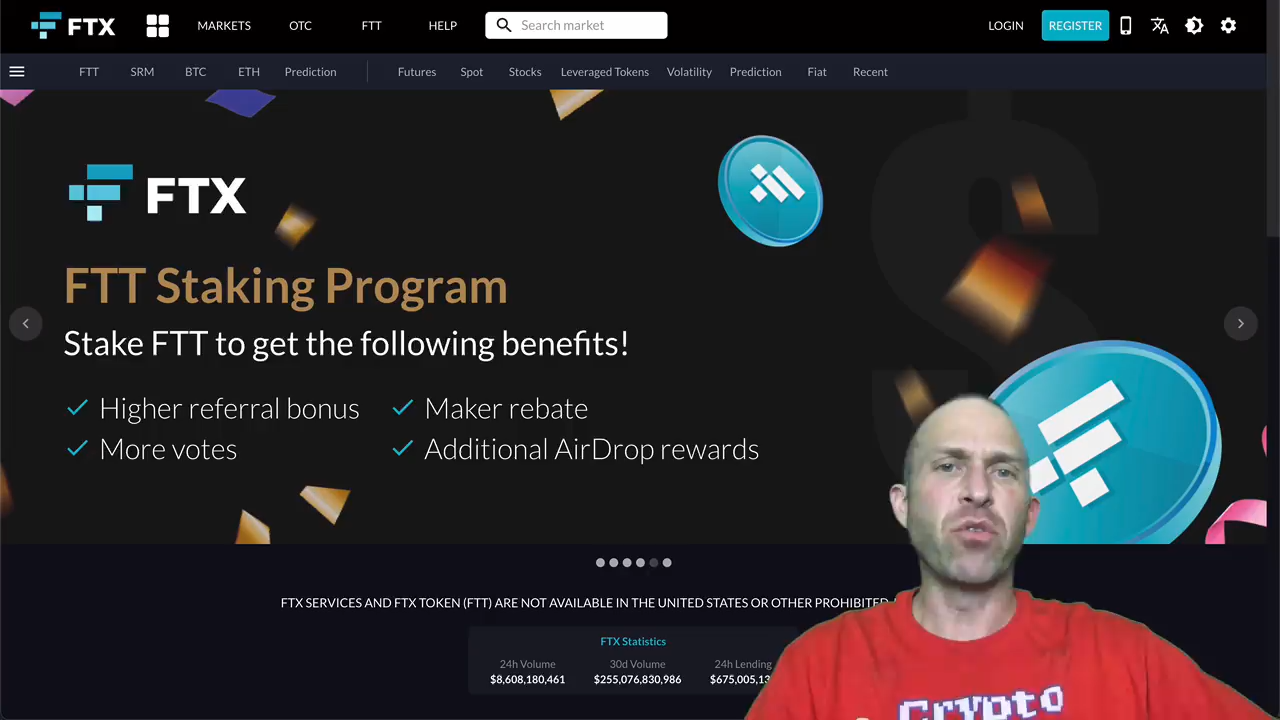 FTX MARKETS OTC FTT HELP Search market LOGIN REGISTER
FTT SRM BTC ETH Prediction Futures Spot Stocks Leveraged Tokens Volatility Prediction Fiat Recent
FTX
FTT Staking Program
Stake FTT to get the following benefits!
Higher referral bonus Maker rebate
More votes Additional AirDrop rewards
FTX SERVICES AND FTX TOKEN (FTT) ARE NOT AVAILABLE IN THE UNITED STATES OR OTHER PROHIBITED
FTX Statistics
24h Volume 30d Volume 24h Lending
$8,608,180,461 $255,076,830,986 $675,005,13
Crypto